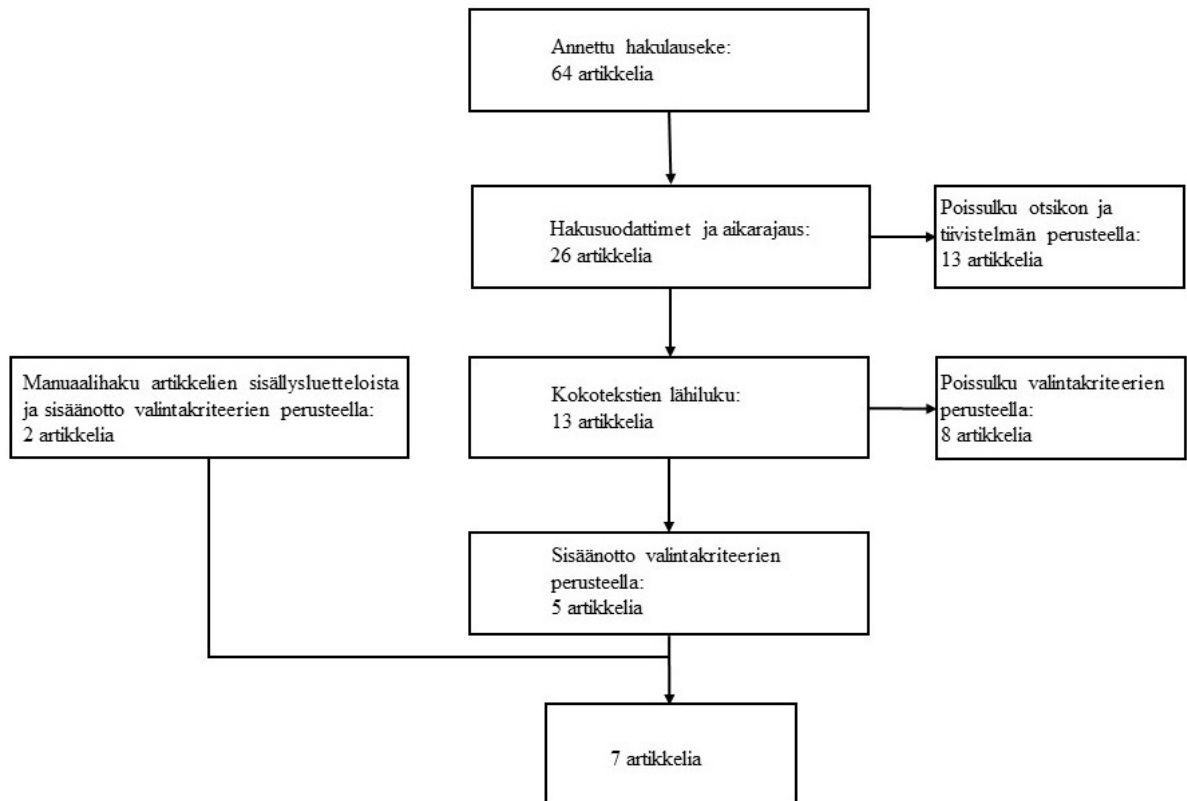 Annettu hakulauseke:
64 artikkelia
Hakusuodattimet ja aikarajaus:
26 artikkelia
Poissulku otsikon ja
tiivistelmän perusteella:
13 artikkelia
Manuaalihaku artikkelien sisällysluetteloista
ja sisäänotto valintakriteerien perusteella:
2 artikkelia
Kokotekstien lähiluku:
13 artikkelia
Poissulku valintakriteerien
perusteella:
8 artikkelia
Sisäänotto valintakriteerien
perusteella:
5 artikkelia
7 artikkelia